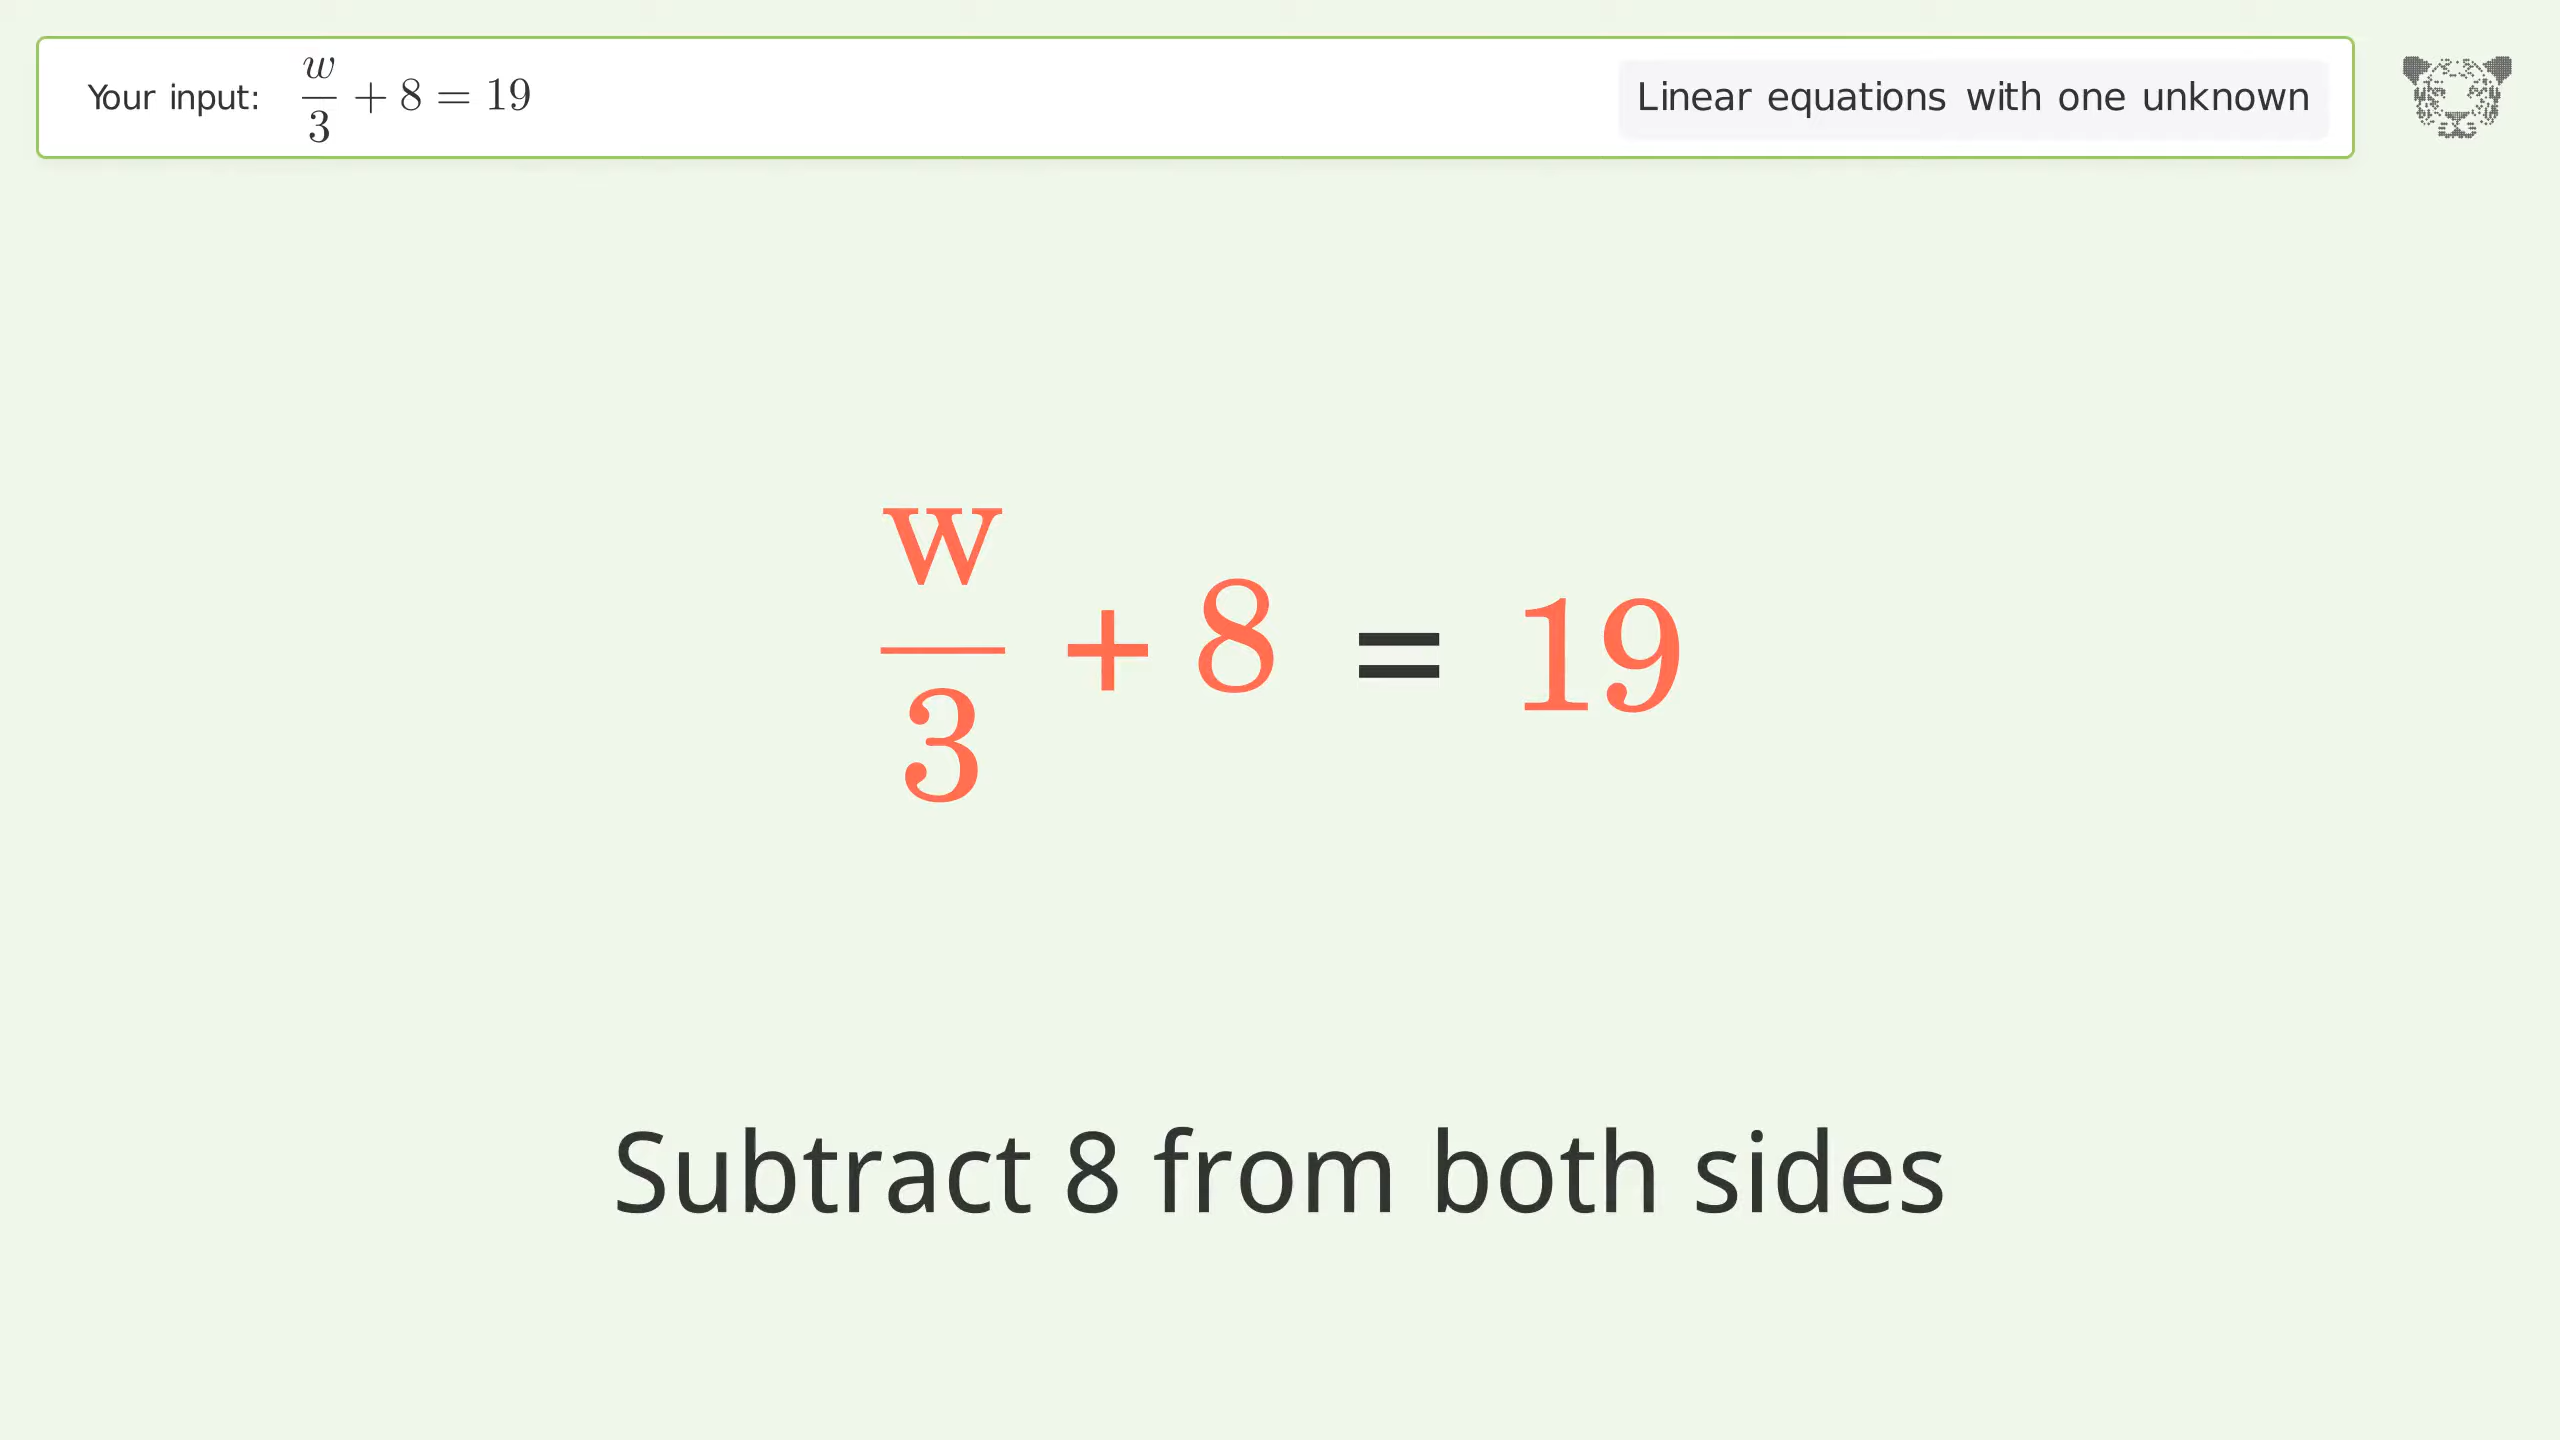 Your input: w/3 + 8 = 19
Linear equations with one unknown
w/3 + 8 = 19
Subtract 8 from both sides